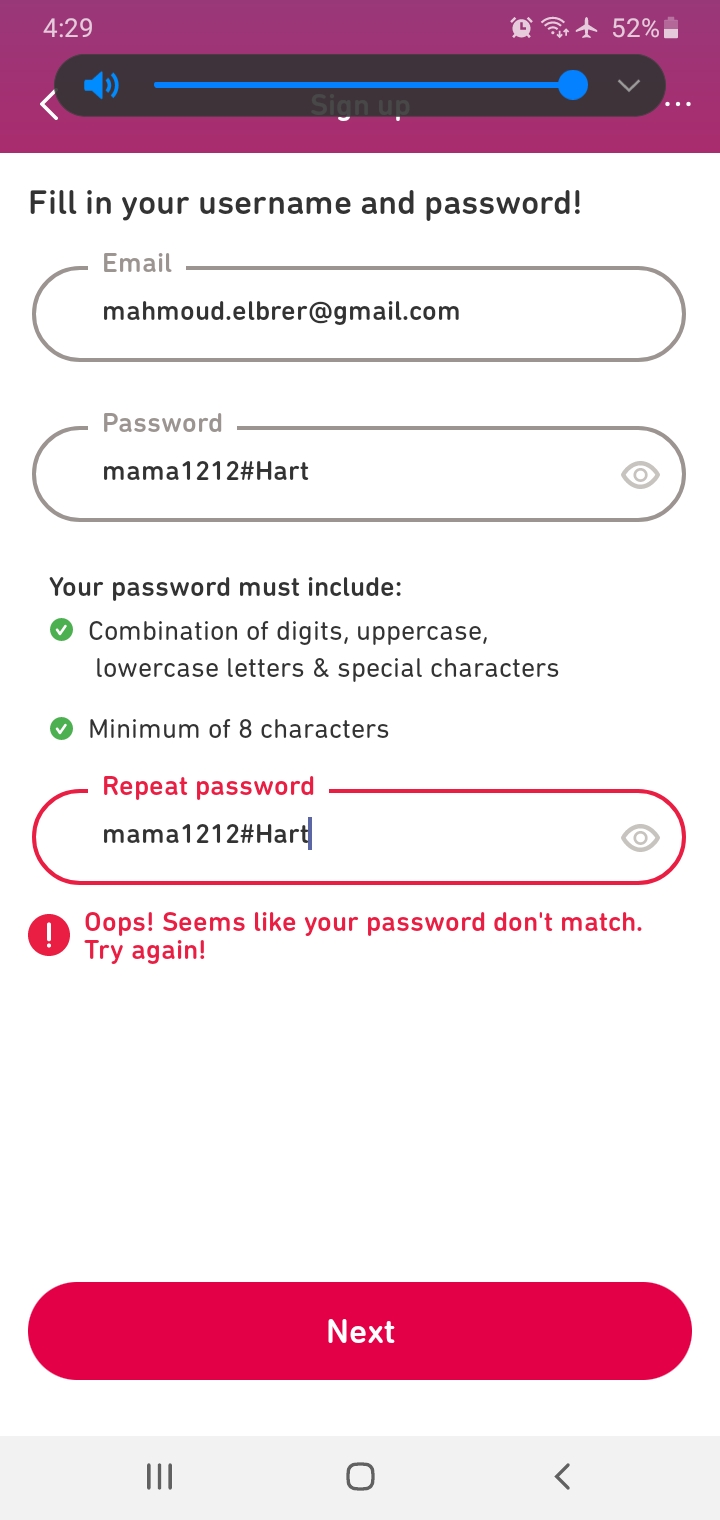 4:29
52%
Sign up
Fill in your username and password!
Email
mahmoud.elbrer@gmail.com
Password
mama1212#Hart
Your password must include:
Combination of digits, uppercase,
lowercase letters & special characters
Minimum of 8 characters
Repeat password
mama1212#Hart
Oops! Seems like your password don't match.
Try again!
Next